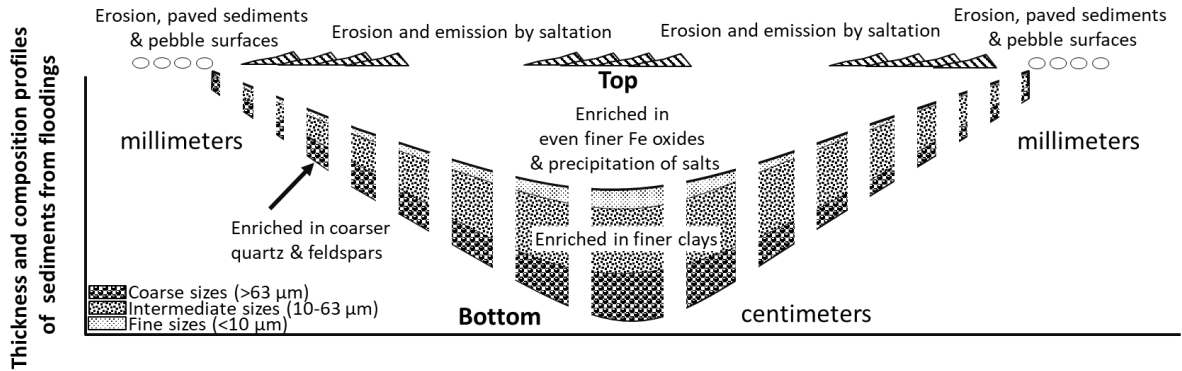 Thickness and composition profiles
of sediments from floodings
Erosion, paved sediments
& pebble surfaces
Erosion and emission by saltation
Erosion and emission by saltation
Erosion, paved sediments
& pebble surfaces
Top
millimeters
Enriched in
even finer Fe oxides
& precipitation of salts
millimeters
Enriched in coarser
quartz & feldspars
Enriched in finer clays
Coarse sizes (>63 µm)
Intermediate sizes (10-63 µm)
Fine sizes (<10 µm)
Bottom
centimeters